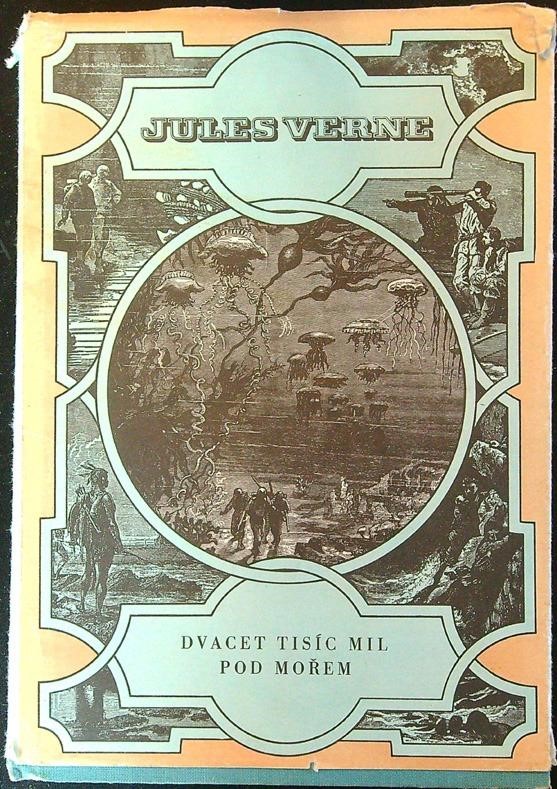 JULES VERNE
DVACET TISÍC MIL
POD MOŘEM